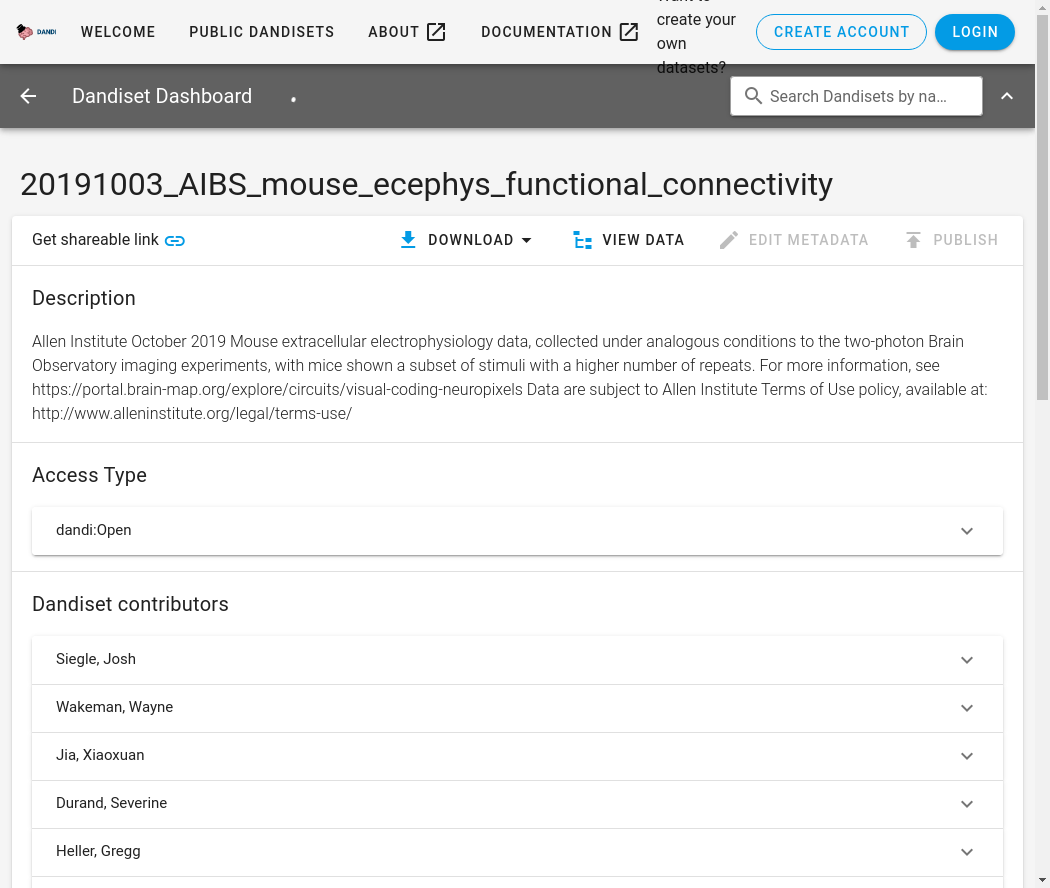 DANDI
WELCOME
PUBLIC DANDISETS
ABOUT
DOCUMENTATION
create your
own
datasets?
CREATE ACCOUNT
LOGIN
Dandiset Dashboard
Search Dandisets by na...
20191003_AIBS_mouse_ecephys_functional_connectivity
Get shareable link
DOWNLOAD
VIEW DATA
EDIT METADATA
PUBLISH
Description
Allen Institute October 2019 Mouse extracellular electrophysiology data, collected under analogous conditions to the two-photon Brain
Observatory imaging experiments, with mice shown a subset of stimuli with a higher number of repeats. For more information, see
https://portal.brain-map.org/explore/circuits/visual-coding-neuropixels Data are subject to Allen Institute Terms of Use policy, available at:
http://www.alleninstitute.org/legal/terms-use/
Access Type
dandi:Open
Dandiset contributors
Siegle, Josh
Wakeman, Wayne
Jia, Xiaoxuan
Durand, Severine
Heller, Gregg